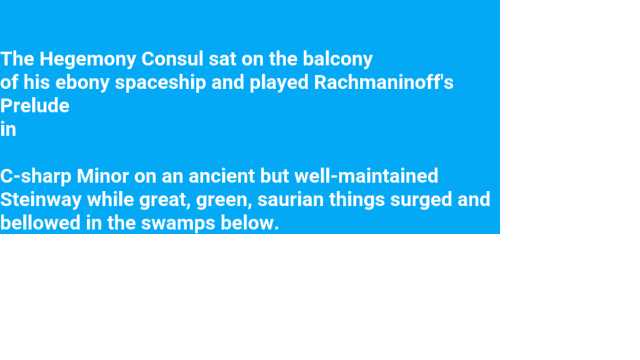 The Hegemony Consul sat on the balcony
of his ebony spaceship and played Rachmaninoff's
Prelude
in
C-sharp Minor on an ancient but well-maintained
Steinway while great, green, saurian things surged and
bellowed in the swamps below.